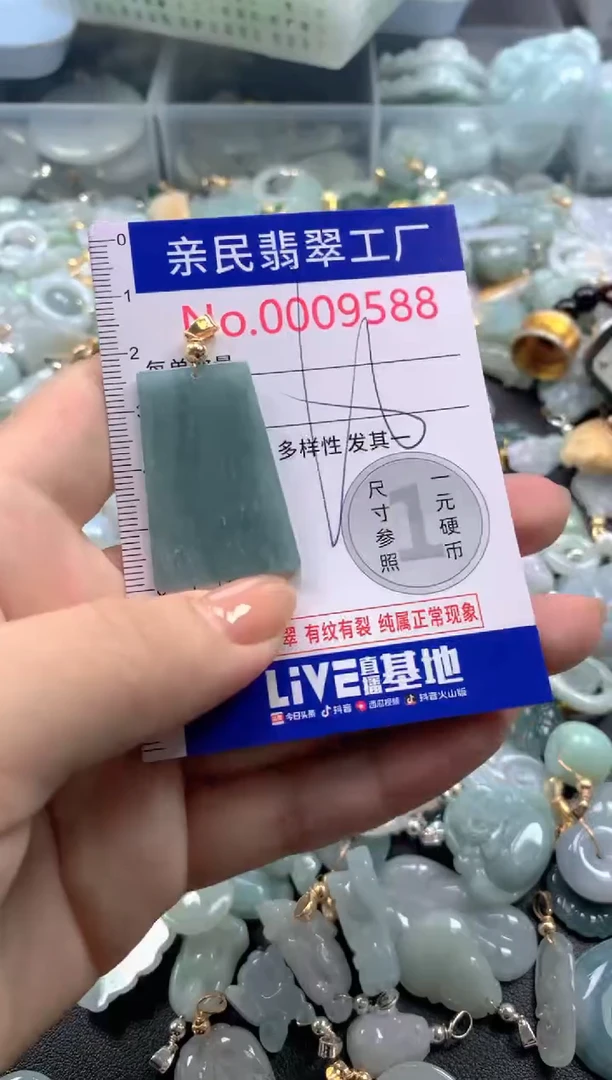 0
亲民翡翠工厂
1
No.0009588
2
多样性 发其一
尺寸参照
1
一元硬币
翠 有纹有裂 纯属正常现象
LiVE直播基地
今日头条 抖音 西瓜视频 抖音火山版